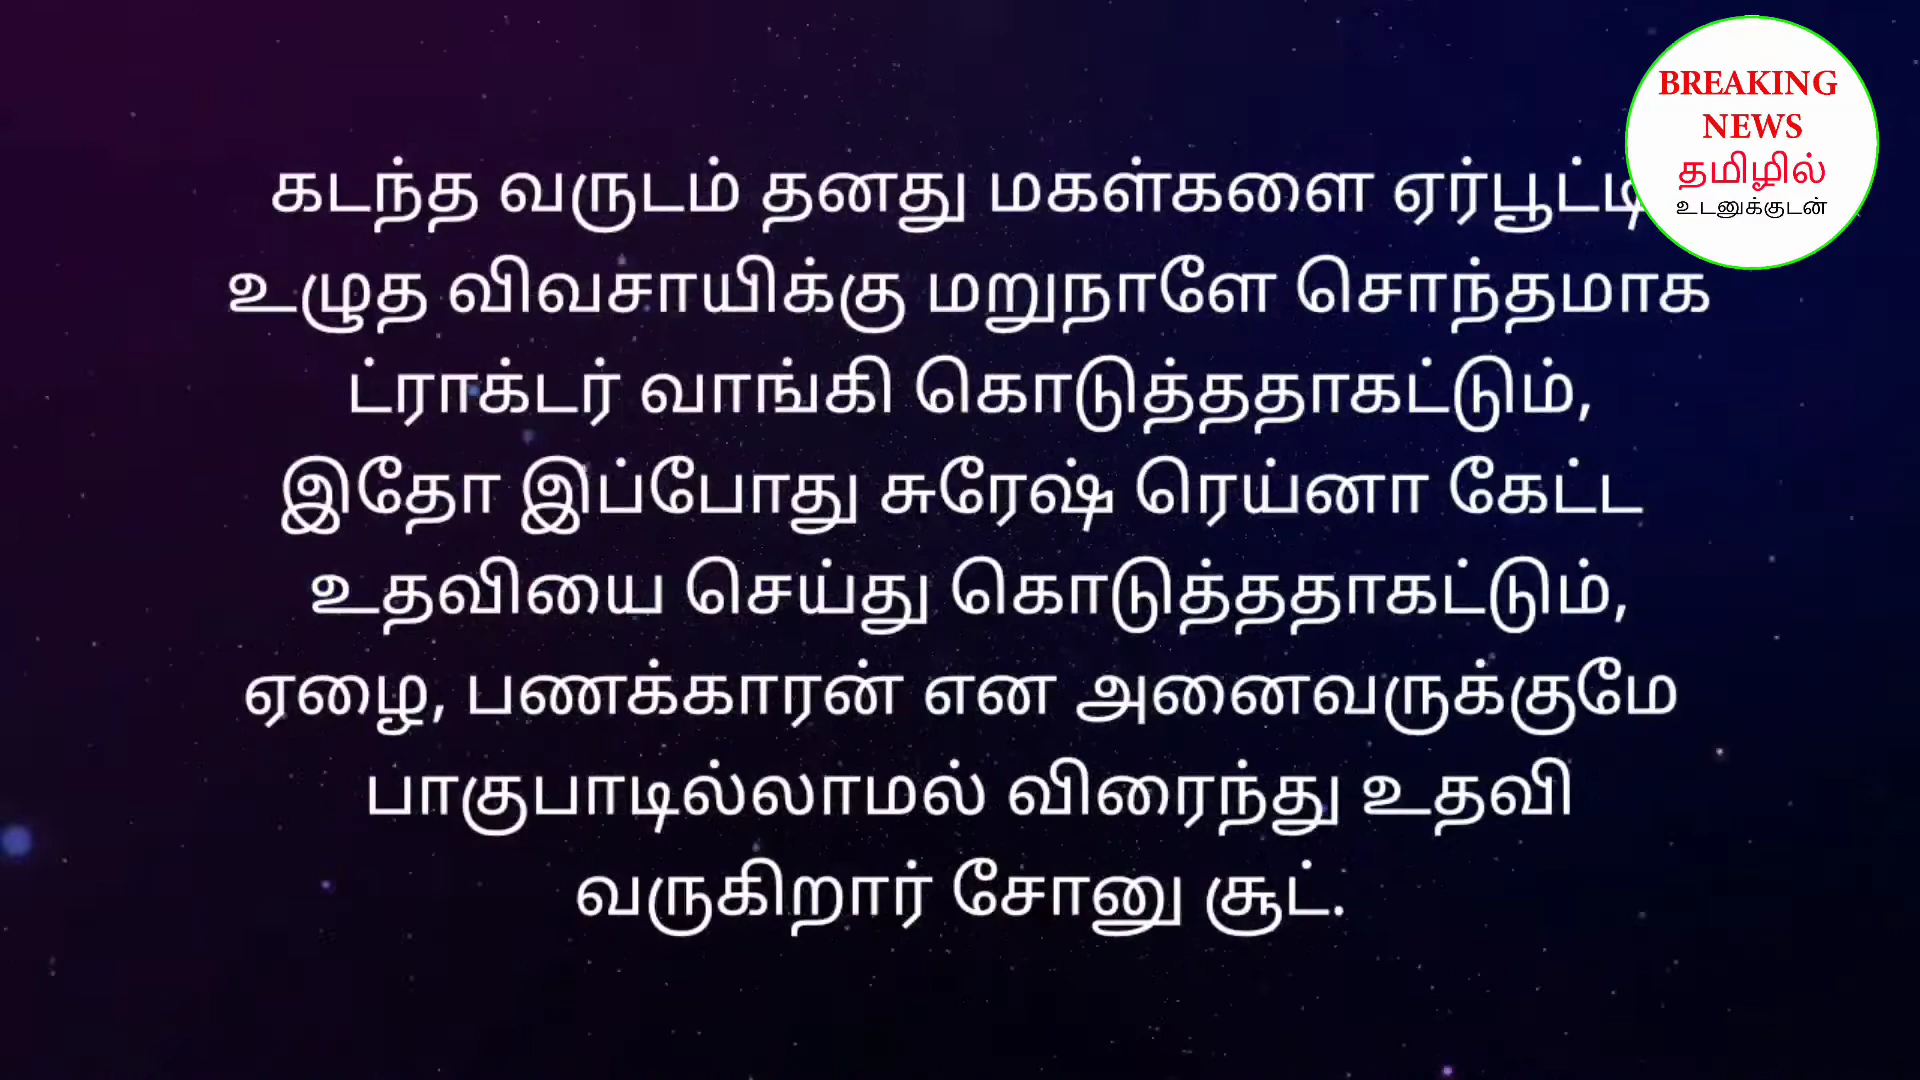 BREAKING
NEWS
தமிழில்
உடனுக்குடன்
கடந்த வருடம் தனது மகள்களை ஏர்பூட்டி
உழுத விவசாயிக்கு மறுநாளே சொந்தமாக
ட்ராக்டர் வாங்கி கொடுத்ததாகட்டும்,
இதோ இப்போது சுரேஷ் ரெய்னா கேட்ட
உதவியை செய்து கொடுத்ததாகட்டும்,
ஏழை, பணக்காரன் என அனைவருக்குமே
பாகுபாடில்லாமல் விரைந்து உதவி
வருகிறார் சோனு சூட்.